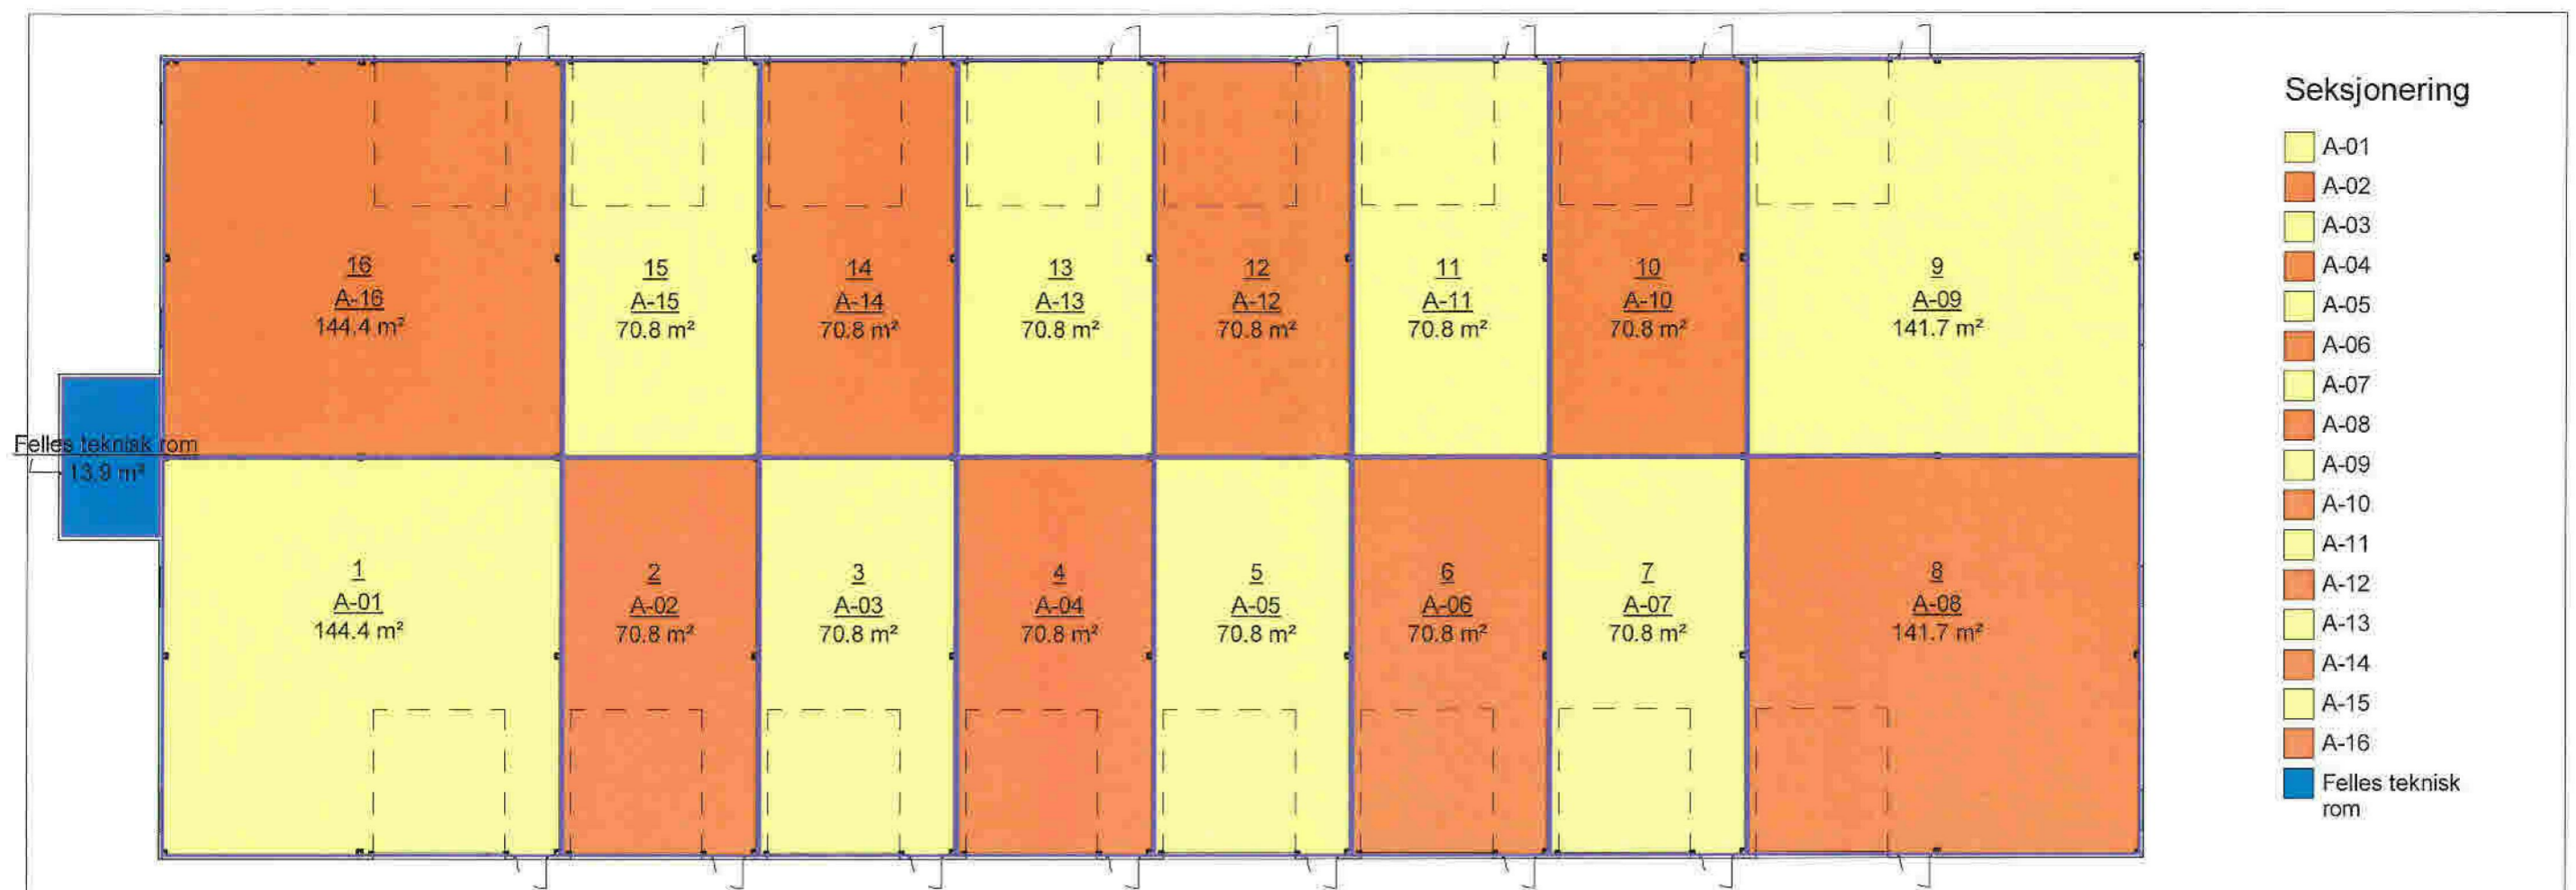 Seksjonering
A-01
A-02
A-03
A-04
A-05
A-06
A-07
A-08
A-09
A-10
A-11
A-12
A-13
A-14
A-15
A-16
Felles teknisk
rom
16
A-16
144.4 m²
15
A-15
70.8 m²
14
A-14
70.8 m²
13
A-13
70.8 m²
12
A-12
70.8 m²
11
A-11
70.8 m²
10
A-10
70.8 m²
9
A-09
141.7 m²
Felles teknisk rom
13.9 m²
1
A-01
144.4 m²
2
A-02
70.8 m²
3
A-03
70.8 m²
4
A-04
70.8 m²
5
A-05
70.8 m²
6
A-06
70.8 m²
7
A-07
70.8 m²
8
A-08
141.7 m²